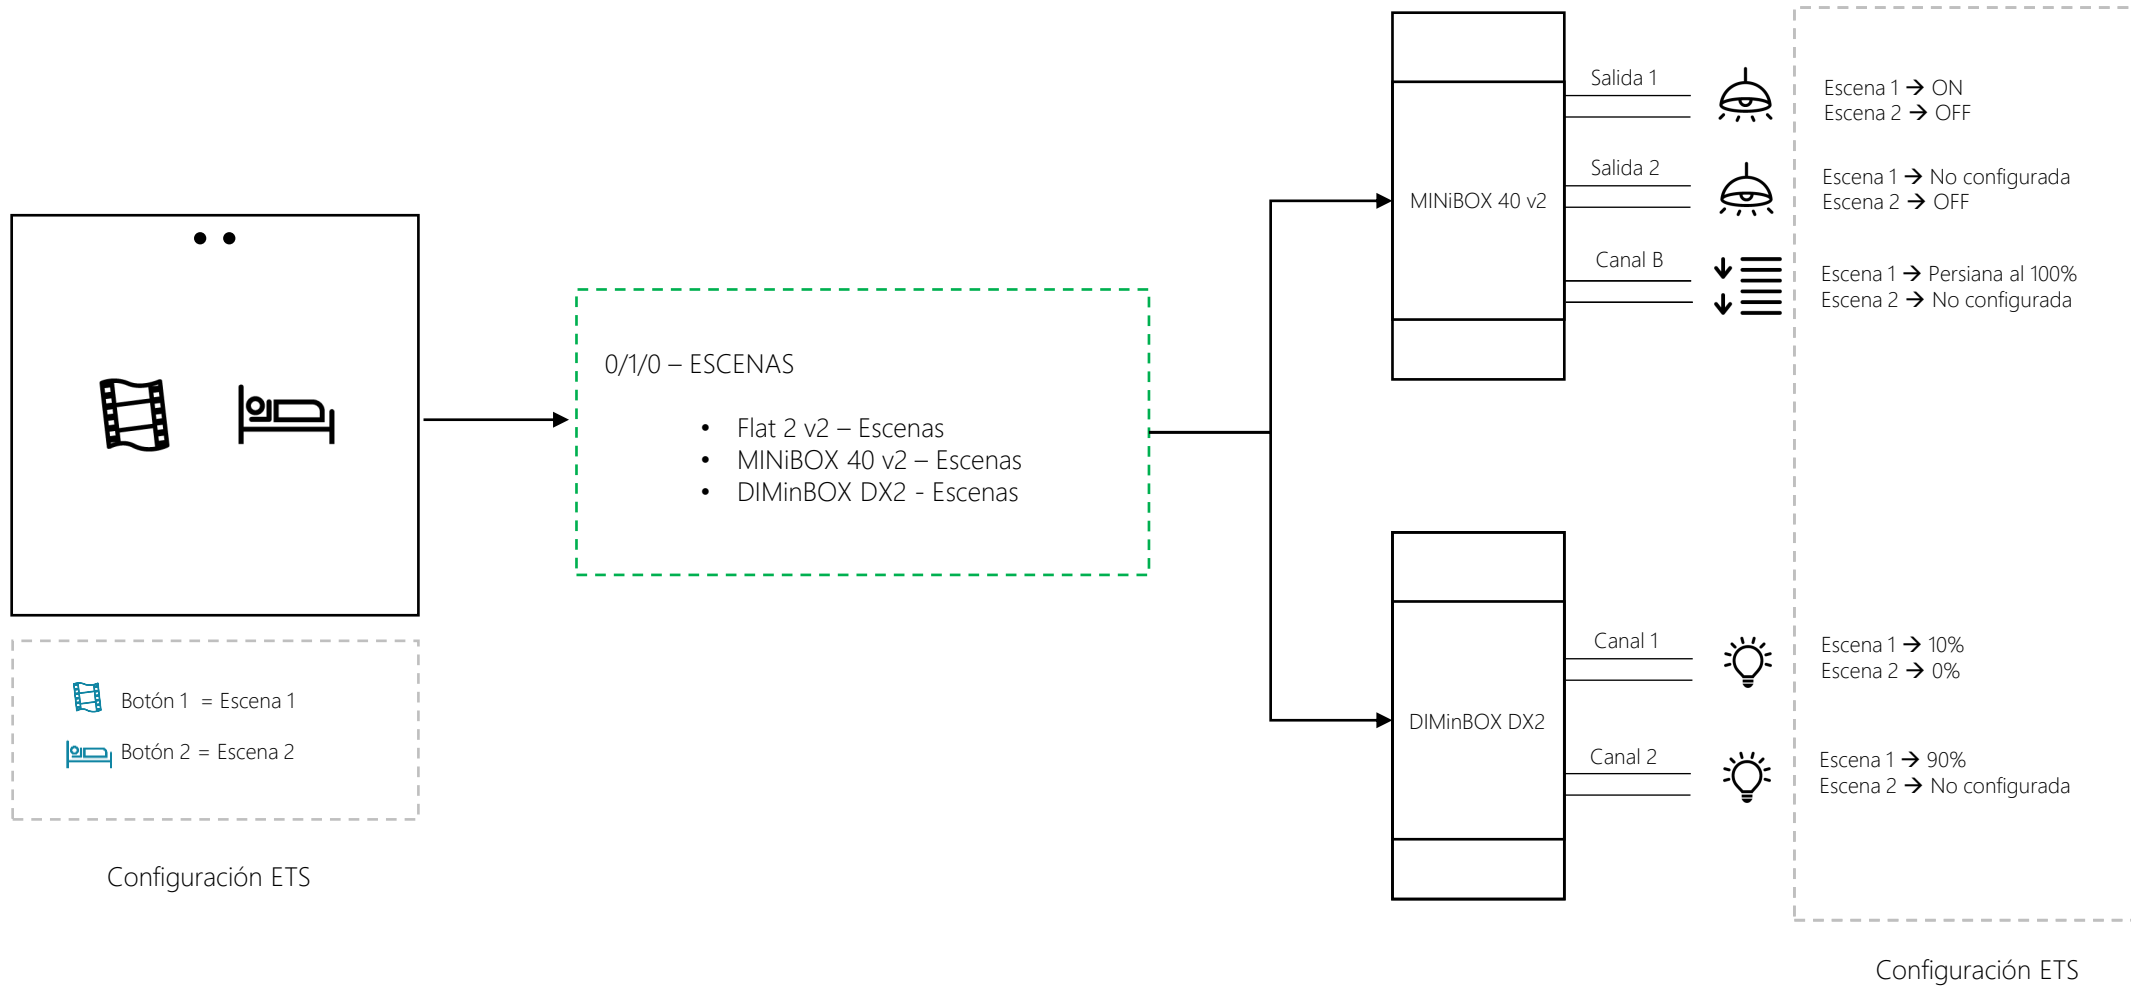 Botón 1 = Escena 1
Botón 2 = Escena 2
Configuración ETS
0/1/0 – ESCENAS
• Flat 2 v2 – Escenas
• MINiBOX 40 v2 – Escenas
• DIMinBOX DX2 - Escenas
MINiBOX 40 v2
Salida 1
Escena 1 → ON
Escena 2 → OFF
Salida 2
Escena 1 → No configurada
Escena 2 → OFF
Canal B
Escena 1 → Persiana al 100%
Escena 2 → No configurada
DIMinBOX DX2
Canal 1
Escena 1 → 10%
Escena 2 → 0%
Canal 2
Escena 1 → 90%
Escena 2 → No configurada
Configuración ETS